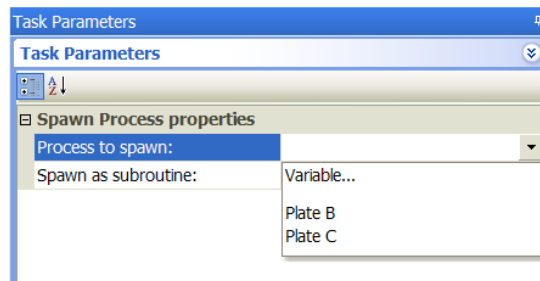 Task Parameters
Task Parameters
Spawn Process properties
Process to spawn:
Spawn as subroutine:
Variable...
Plate B
Plate C